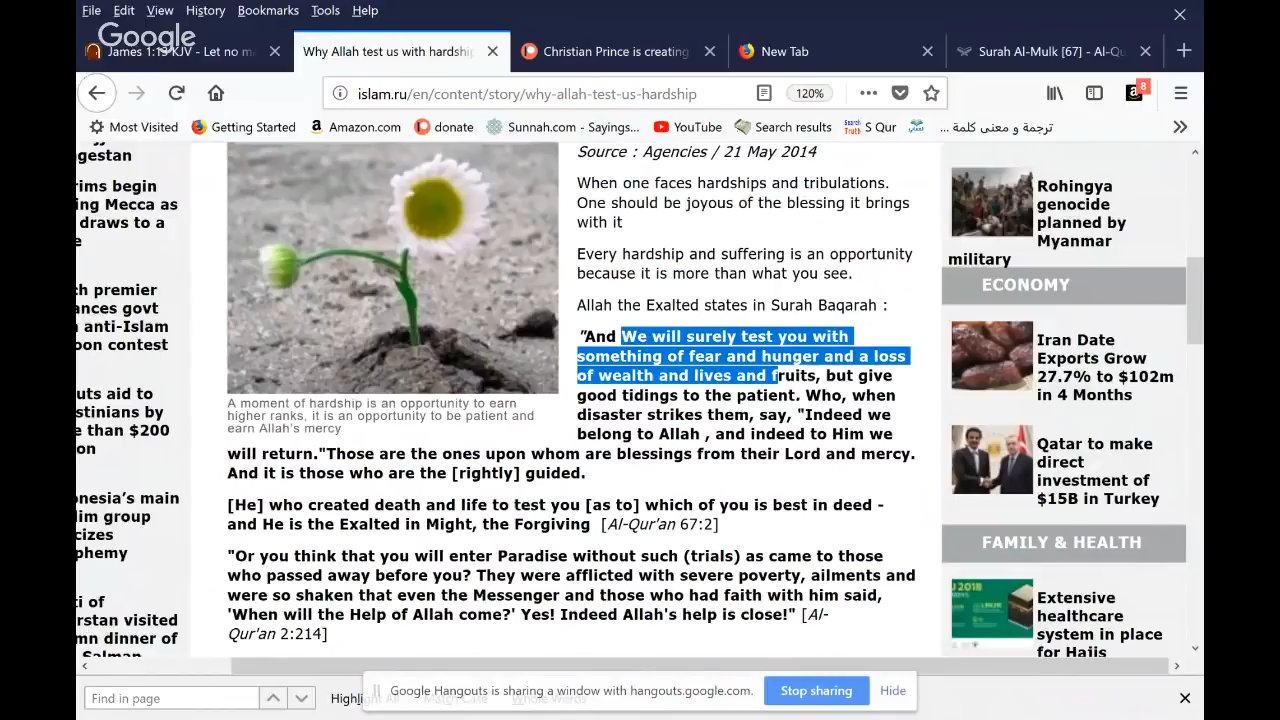 File Edit View History Bookmarks Tools Help
Google
James 1:13 KJV - Let no m
Why Allah test us with hardship
Christian Prince is creating
New Tab
Surah Al-Mulk [67] - Al-Qu
islam.ru/en/content/story/why-allah-test-us-hardship
120%
8
Most Visited Getting Started Amazon.com donate Sunnah.com - Sayings... YouTube Search results S Qur ترجمة و معنى كلمة ...
gestan
rims begin
ng Mecca as
draws to a
e
ch premier
ances govt
anti-Islam
oon contest
uts aid to
stinians by
e than $200
on
onesia's main
lim group
cizes
phemy
ti of
rstan visited
mn dinner of
Salman
A moment of hardship is an opportunity to earn
higher ranks, it is an opportunity to be patient and
earn Allah's mercy
Source : Agencies / 21 May 2014
When one faces hardships and tribulations.
One should be joyous of the blessing it brings
with it
Every hardship and suffering is an opportunity
because it is more than what you see.
Allah the Exalted states in Surah Baqarah :
"And We will surely test you with
something of fear and hunger and a loss
of wealth and lives and fruits, but give
good tidings to the patient. Who, when
disaster strikes them, say, "Indeed we
belong to Allah , and indeed to Him we
will return."Those are the ones upon whom are blessings from their Lord and mercy.
And it is those who are the [rightly] guided.
[He] who created death and life to test you [as to] which of you is best in deed -
and He is the Exalted in Might, the Forgiving [Al-Qur'an 67:2]
"Or you think that you will enter Paradise without such (trials) as came to those
who passed away before you? They were afflicted with severe poverty, ailments and
were so shaken that even the Messenger and those who had faith with him said,
'When will the Help of Allah come?' Yes! Indeed Allah's help is close!" [Al-
Qur'an 2:214]
Rohingya
genocide
planned by
Myanmar
military
ECONOMY
Iran Date
Exports Grow
27.7% to $102m
in 4 Months
Qatar to make
direct
investment of
$15B in Turkey
FAMILY & HEALTH
Extensive
healthcare
system in place
for Hajis
Find in page
Highlight All Match Case Whole Words
Google Hangouts is sharing a window with hangouts.google.com. Stop sharing Hide